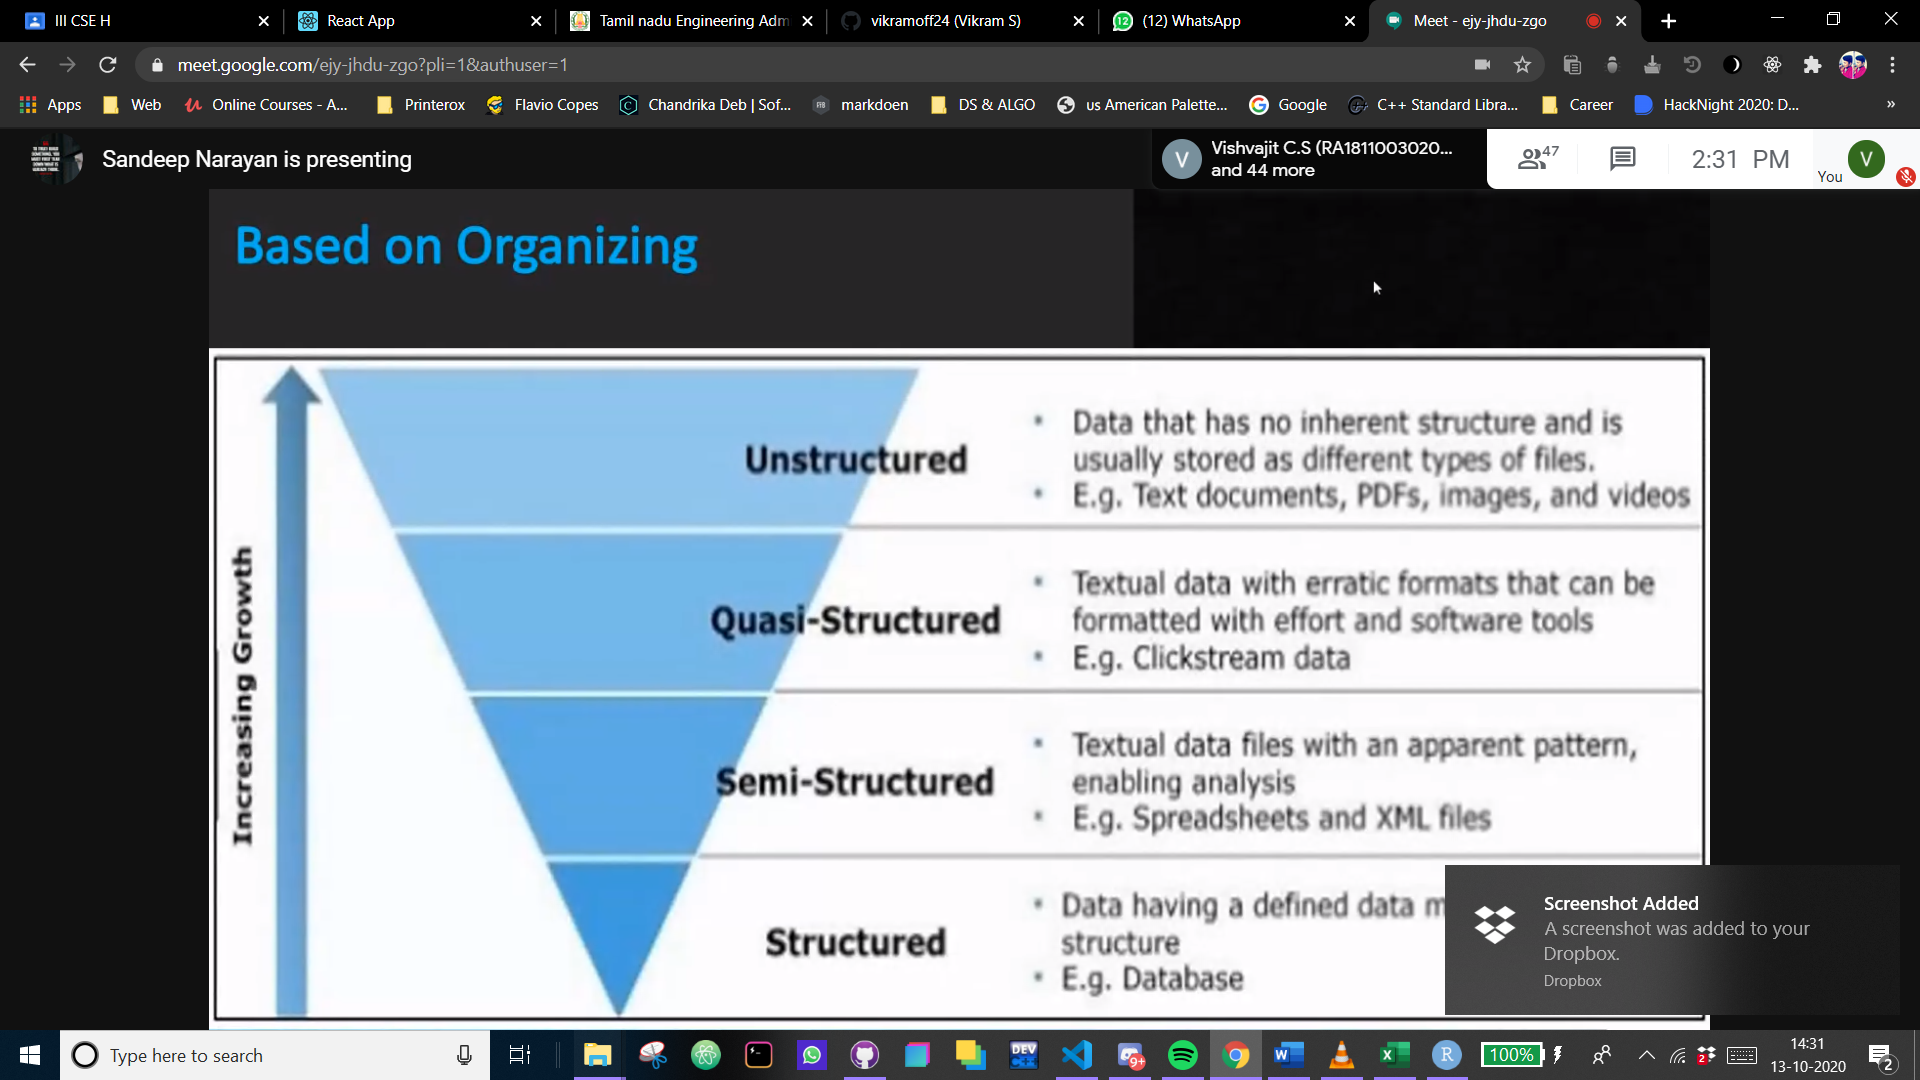 III CSE H
React App
Tamil nadu Engineering Adm
vikramoff24 (Vikram S)
(12) WhatsApp
Meet - ejy-jhdu-zgo
meet.google.com/ejy-jhdu-zgo?pli=1&authuser=1
Apps
Web
Online Courses - A...
Printerox
Flavio Copes
Chandrika Deb | Sof...
markdoen
DS & ALGO
us American Palette...
Google
C++ Standard Libra...
Career
HackNight 2020: D...
»
Sandeep Narayan is presenting
V
Vishvajit C.S (RA1811003020...
and 44 more
47
2:31 PM
You
V
Based on Organizing
Increasing Growth
Unstructured
• Data that has no inherent structure and is
usually stored as different types of files.
• E.g. Text documents, PDFs, images, and videos
Quasi-Structured
• Textual data with erratic formats that can be
formatted with effort and software tools
• E.g. Clickstream data
Semi-Structured
• Textual data files with an apparent pattern,
enabling analysis
• E.g. Spreadsheets and XML files
Structured
• Data having a defined data m
structure
• E.g. Database
Screenshot Added
A screenshot was added to your
Dropbox.
Dropbox
Type here to search
DEV
C++
9+
100%
2
14:31
13-10-2020
2